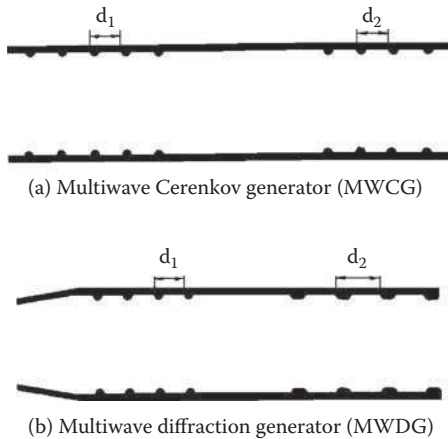 d1 d2
(a) Multiwave Cerenkov generator (MWCG)
d1 d2
(b) Multiwave diffraction generator (MWDG)